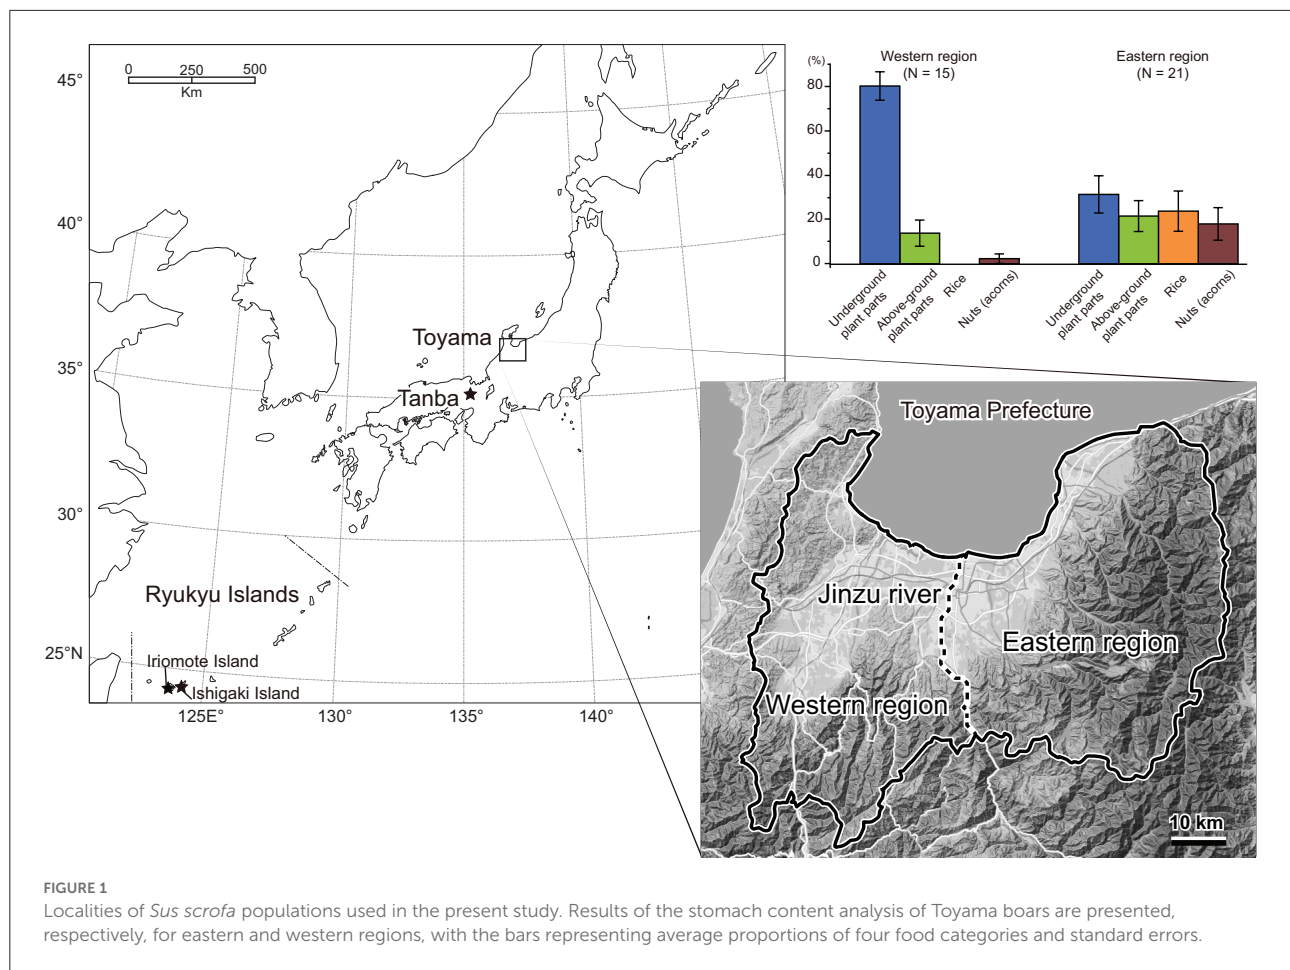 45°
40°
35°
30°
25°N
0 250 500
Km
Toyama
Tanba
Ryukyu Islands
Iriomote Island
Ishigaki Island
125°E
130°
135°
140°
(%)
80
60
40
20
0
Western region
(N = 15)
Eastern region
(N = 21)
Underground
plant parts
Above-ground
plant parts
Rice
Nuts (acorns)
Underground
plant parts
Above-ground
plant parts
Rice
Nuts (acorns)
Toyama Prefecture
Jinzu river
Eastern region
Western region
10 km
FIGURE 1
Localities of Sus scrofa populations used in the present study. Results of the stomach content analysis of Toyama boars are presented,
respectively, for eastern and western regions, with the bars representing average proportions of four food categories and standard errors.